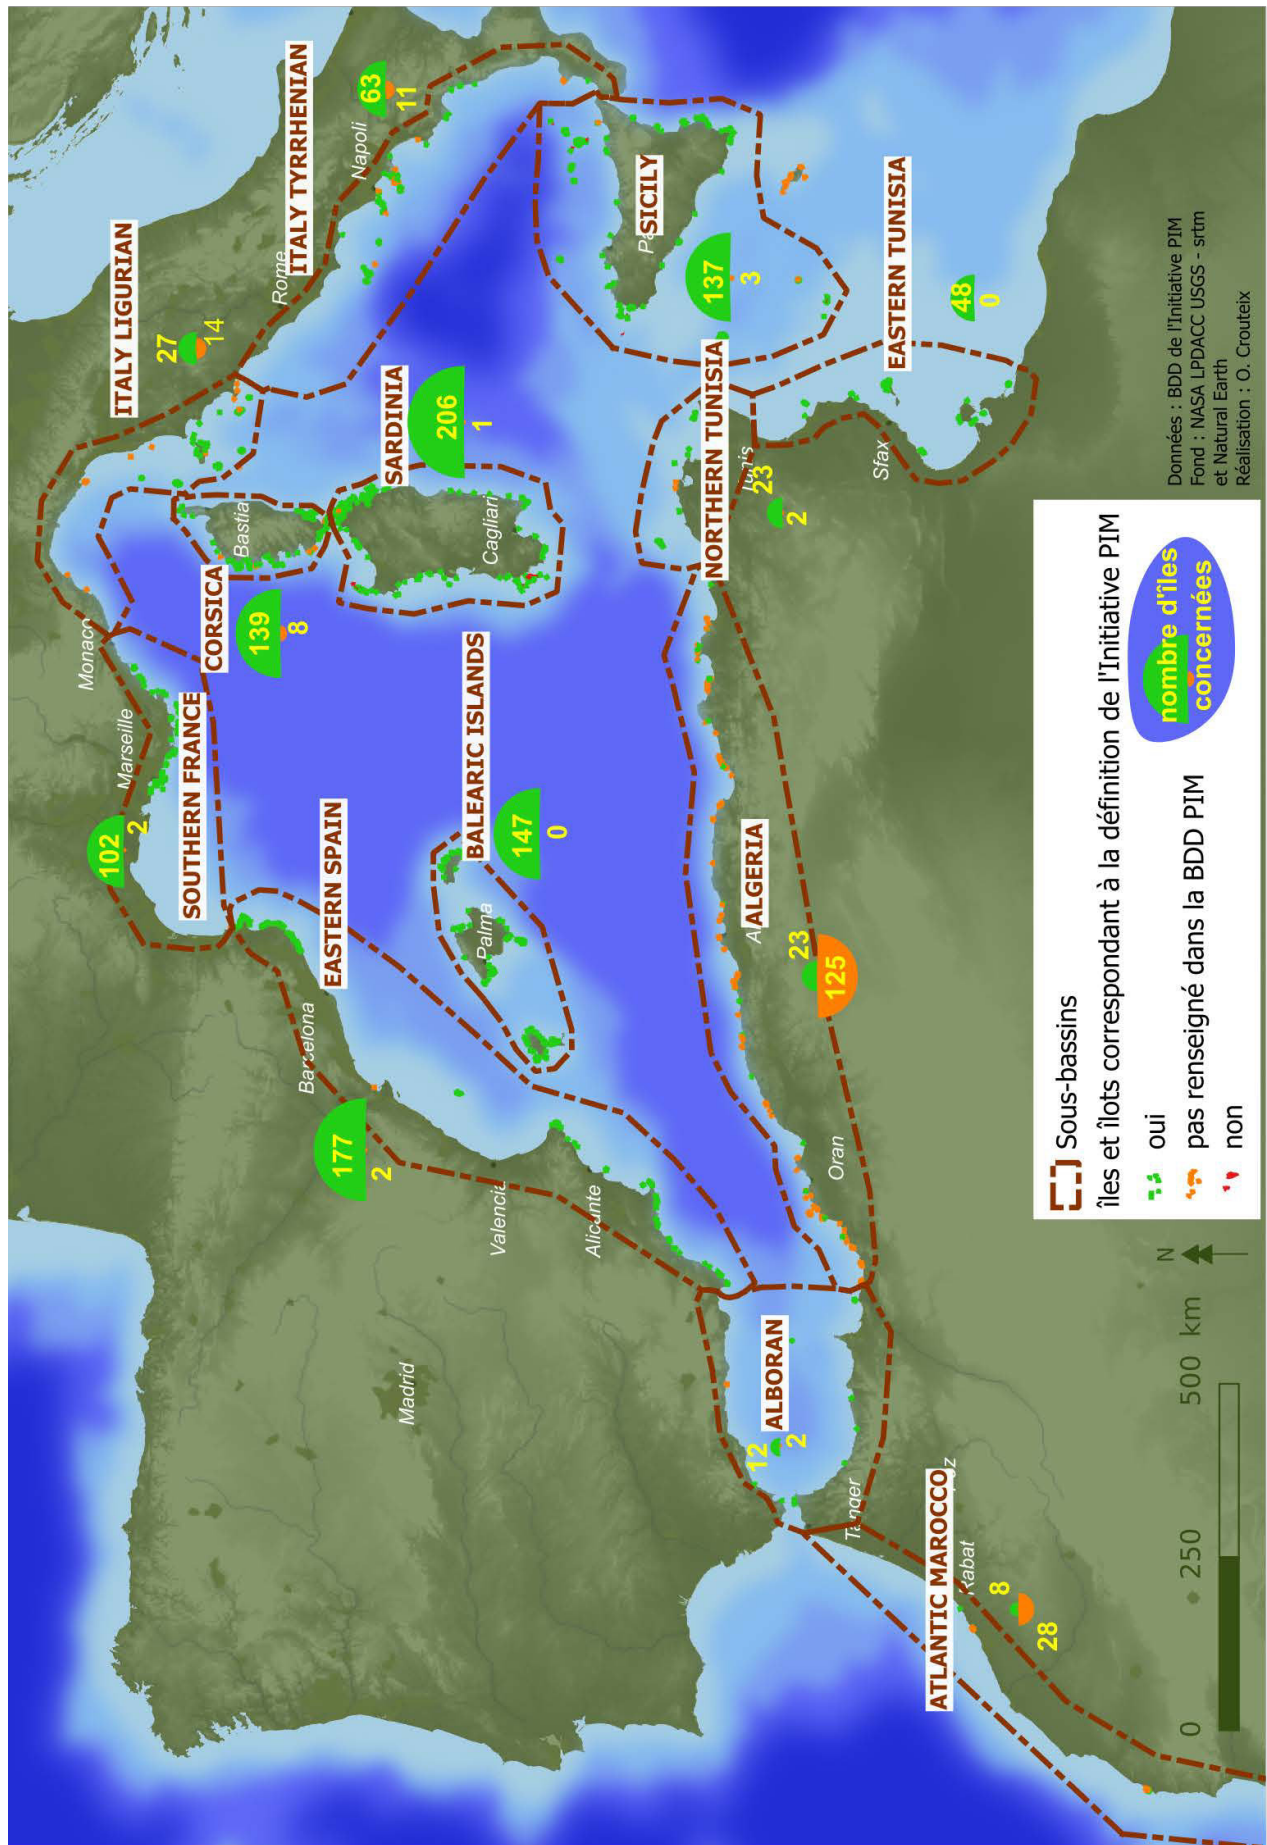 Monaco
102
Marseille
ITALY LIGURIAN
2
27
SOUTHERN FRANCE
CORSICA
14
Bastia
139
Rome
8
ITALY TYRRHENIAN
Barcelona
EASTERN SPAIN
177
Napoli
63
2
SARDINIA
11
Madrid
206
BALEARIC ISLANDS
1
Palma
Cagliari
Valencia
147
0
Alicante
SICILY
NORTHERN TUNISIA
137
Tunis
3
ALGERIA
12
23
ALBORAN
2
2
23
Oran
125
Tanger
Sfax
EASTERN TUNISIA
ATLANTIC MAROCCO
48
Rabat
0
8
28
Sous-bassins
îles et îlots correspondant à la définition de l'Initiative PIM
oui
pas renseigné dans la BDD PIM
non
nombre d'îles
concernées
N
0 250 500 km
Données : BDD de l'Initiative PIM
Fond : NASA LPDACC USGS - srtm
et Natural Earth
Réalisation : O. Crouteix